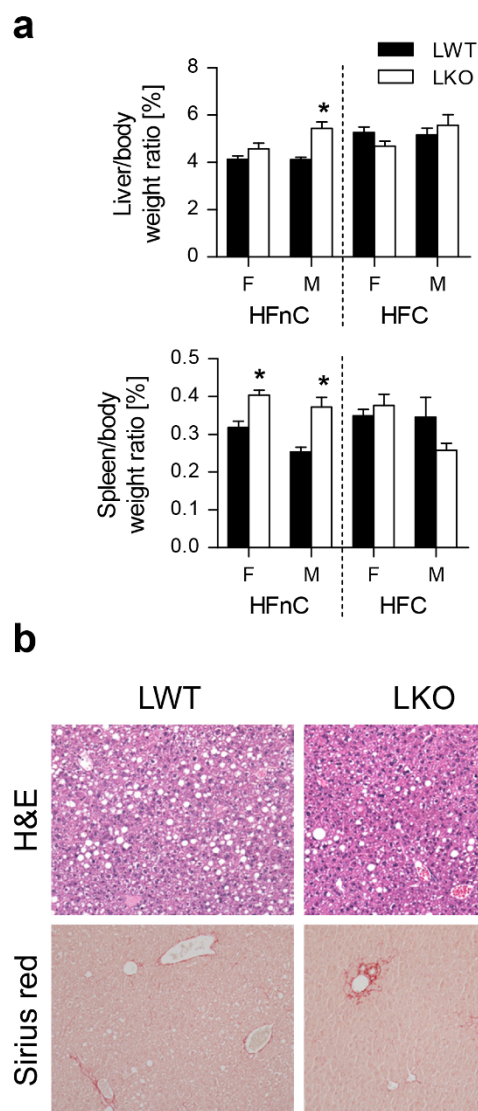 a
LWT
LKO
Liver/body
weight ratio [%]
8
6
4
2
0
*
F M F M
HFnC HFC
Spleen/body
weight ratio [%]
0.5
0.4
0.3
0.2
0.1
0.0
* *
F M F M
HFnC HFC
b
LWT LKO
H&E
Sirius red